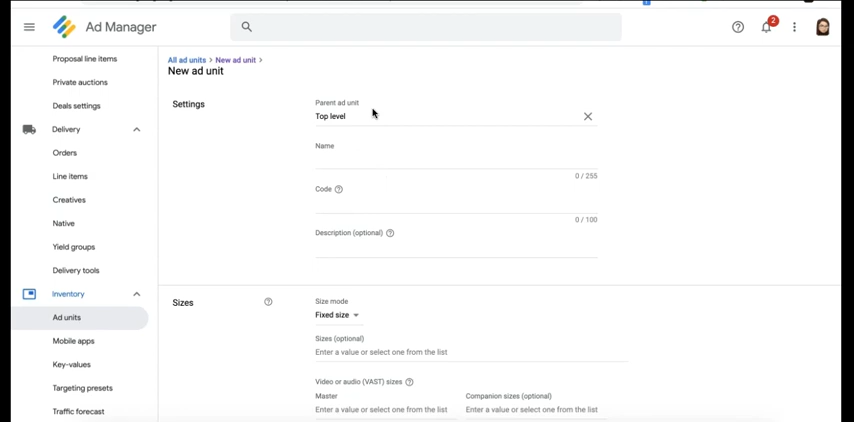 Ad Manager
2
Proposal line items
Private auctions
Deals settings
Delivery
Orders
Line items
Creatives
Native
Yield groups
Delivery tools
Inventory
Ad units
Mobile apps
Key-values
Targeting presets
Traffic forecast
All ad units > New ad unit >
New ad unit
Settings
Parent ad unit
Top level
Name
0 / 255
Code
0 / 100
Description (optional)
Sizes
Size mode
Fixed size
Sizes (optional)
Enter a value or select one from the list
Video or audio (VAST) sizes
Master Companion sizes (optional)
Enter a value or select one from the list Enter a value or select one from the list